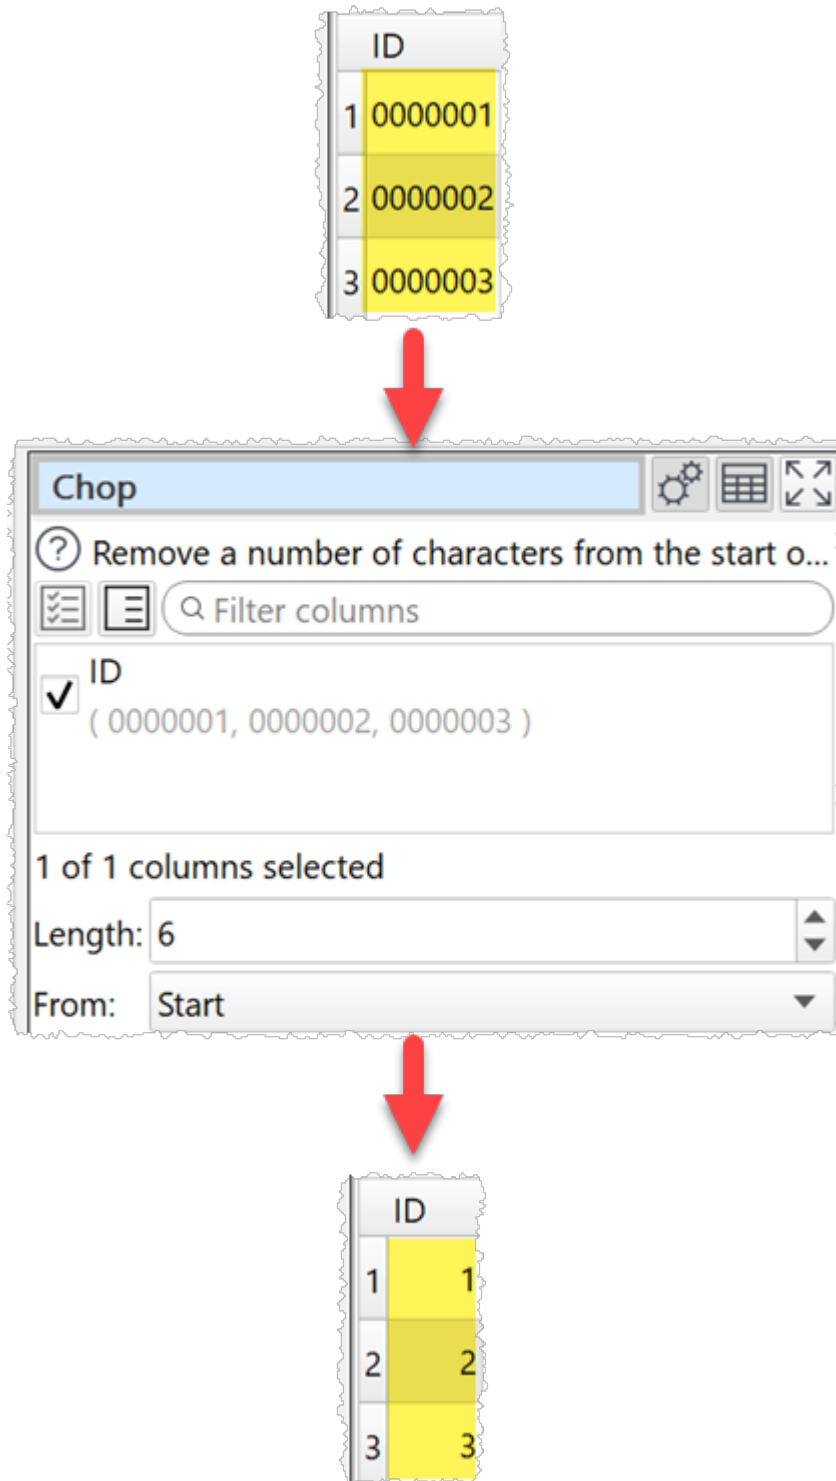 ID
1 0000001
2 0000002
3 0000003
Chop
? Remove a number of characters from the start o...
Filter columns
ID
( 0000001, 0000002, 0000003 )
1 of 1 columns selected
Length: 6
From: Start
ID
1 1
2 2
3 3